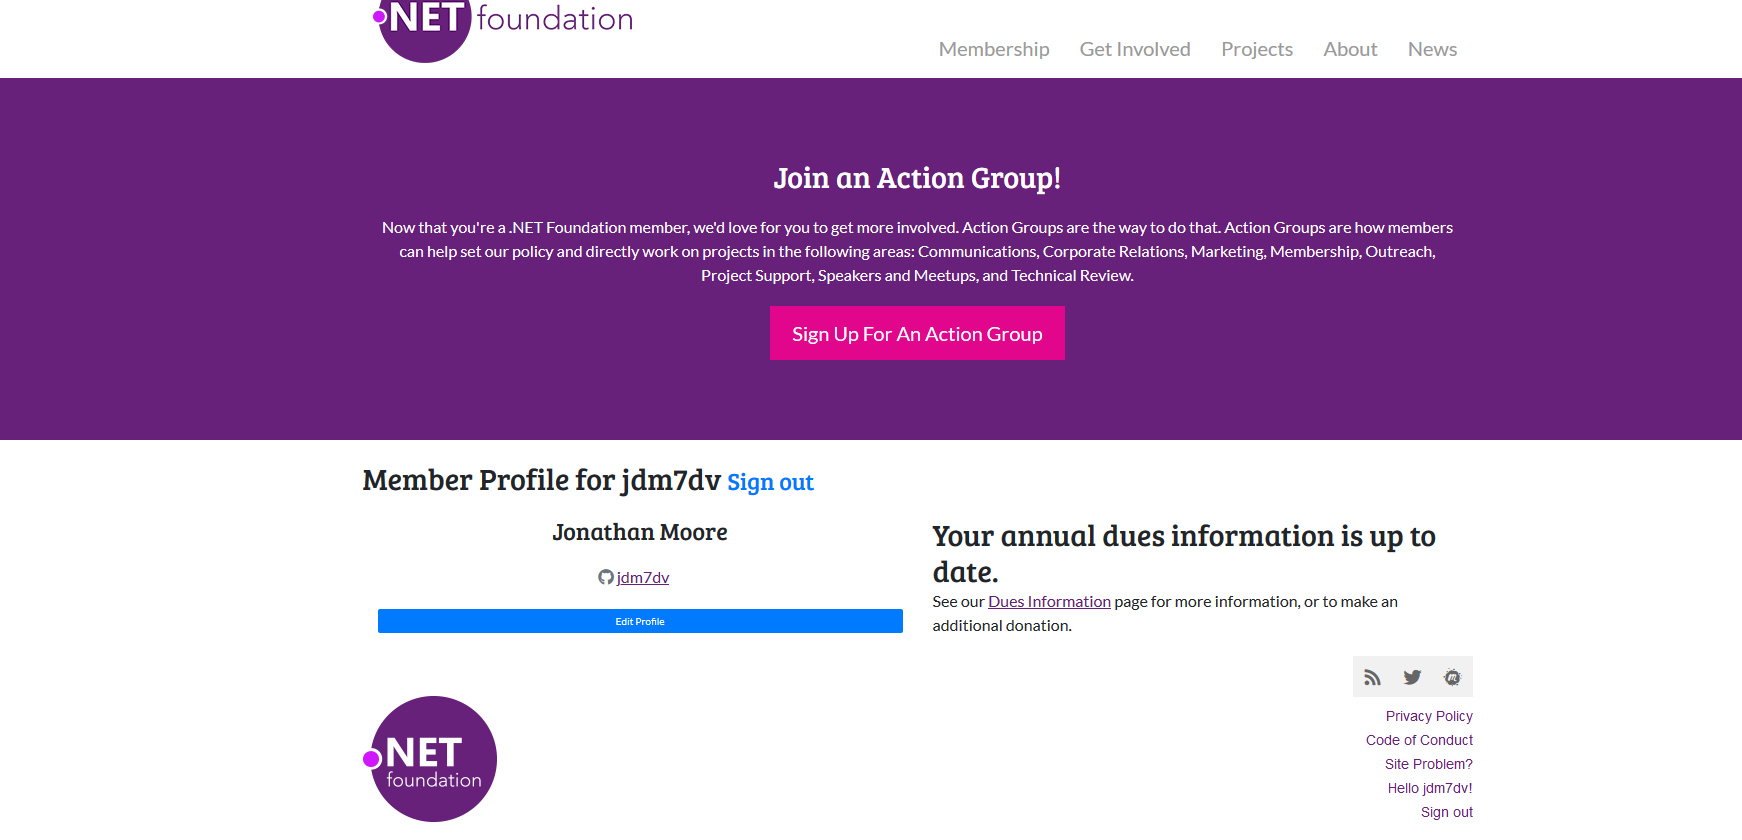 .NET foundation
Membership Get Involved Projects About News
Join an Action Group!
Now that you're a .NET Foundation member, we'd love for you to get more involved. Action Groups are the way to do that. Action Groups are how members
can help set our policy and directly work on projects in the following areas: Communications, Corporate Relations, Marketing, Membership, Outreach,
Project Support, Speakers and Meetups, and Technical Review.
Sign Up For An Action Group
Member Profile for jdm7dv Sign out
Jonathan Moore
jdm7dv
Edit Profile
Your annual dues information is up to
date.
See our Dues Information page for more information, or to make an
additional donation.
m
Privacy Policy
Code of Conduct
Site Problem?
Hello jdm7dv!
Sign out
.NET
foundation